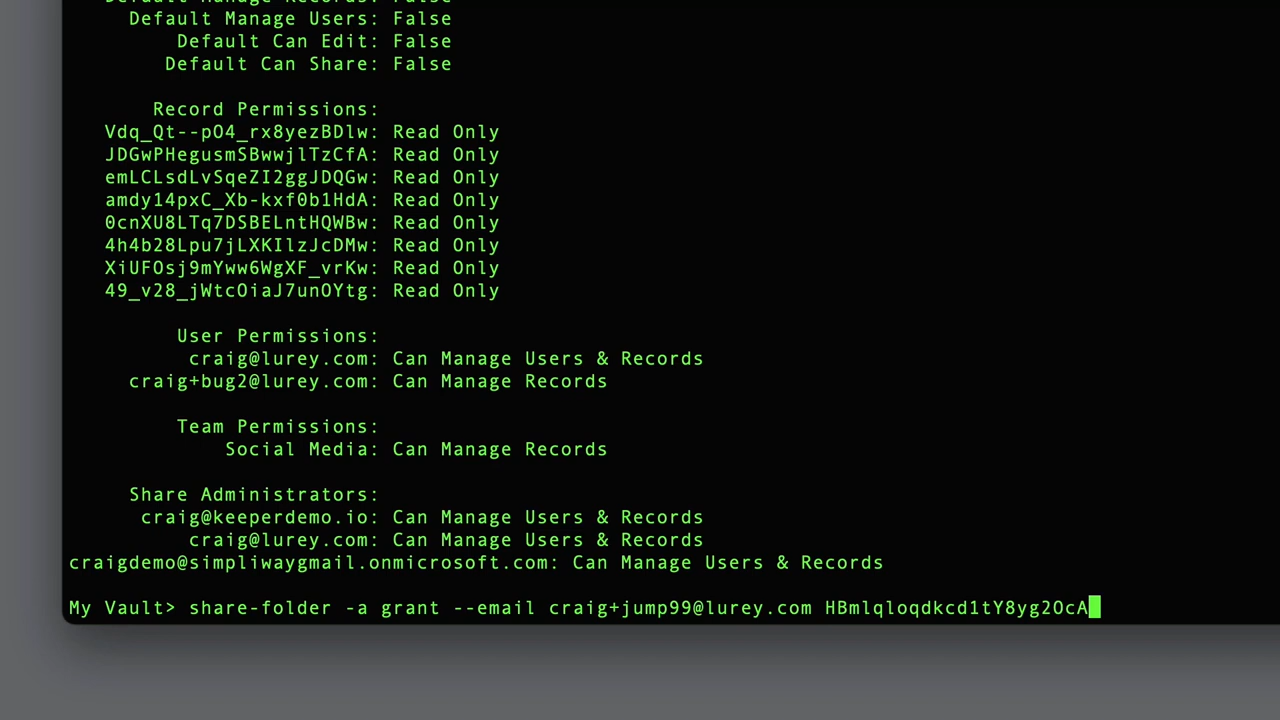 Default Manage Records: False
Default Manage Users: False
Default Can Edit: False
Default Can Share: False
Record Permissions:
Vdq_Qt--pO4_rx8yezBDlw: Read Only
JDGwPHegusmSBwwjlTzCfA: Read Only
emLCLsdLvSqeZI2ggJDQGw: Read Only
amdy14pxC_Xb-kxf0b1HdA: Read Only
0cnXU8LTq7DSBELntHQWBw: Read Only
4h4b28Lpu7jLXKIlzJcDMw: Read Only
XiUFOsj9mYww6WgXF_vrKw: Read Only
49_v28_jWtcOiaJ7unOYtg: Read Only
User Permissions:
craig@lurey.com: Can Manage Users & Records
craig+bug2@lurey.com: Can Manage Records
Team Permissions:
Social Media: Can Manage Records
Share Administrators:
craig@keeperdemo.io: Can Manage Users & Records
craig@lurey.com: Can Manage Users & Records
craigdemo@simpliwaygmail.onmicrosoft.com: Can Manage Users & Records
My Vault> share-folder -a grant --email craig+jump99@lurey.com HBmlqloqdkcd1tY8yg2OcA